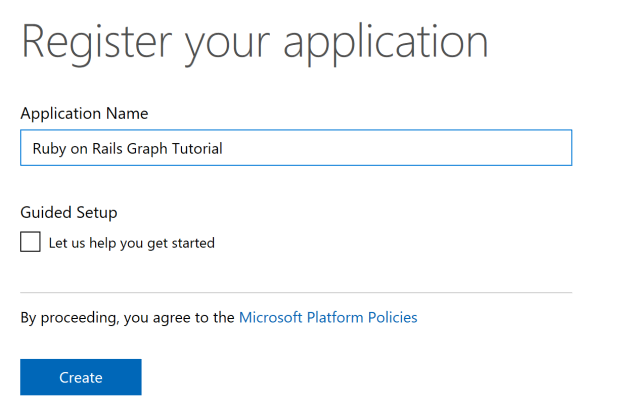 Register your application
Application Name
Ruby on Rails Graph Tutorial
Guided Setup
Let us help you get started
By proceeding, you agree to the Microsoft Platform Policies
Create